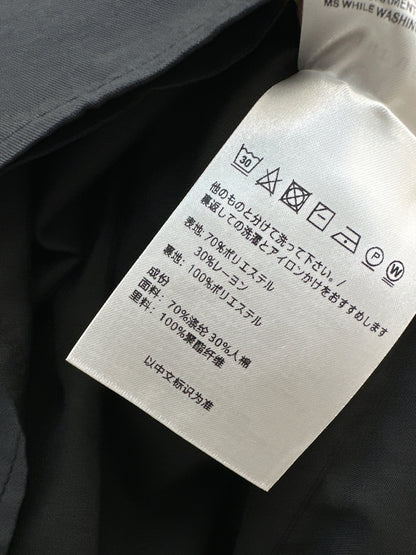 MS WHILE WASHIN
30
P W
他のものと分けて洗って下さい。/
裏返しての洗濯とアイロンかけをおすすめします
表地: 70%ポリエステル
30%レーヨン
裏地: 100%ポリエステル
成份
面料: 70%涤纶 30%人棉
里料: 100%聚酯纤维
以中文标识为准